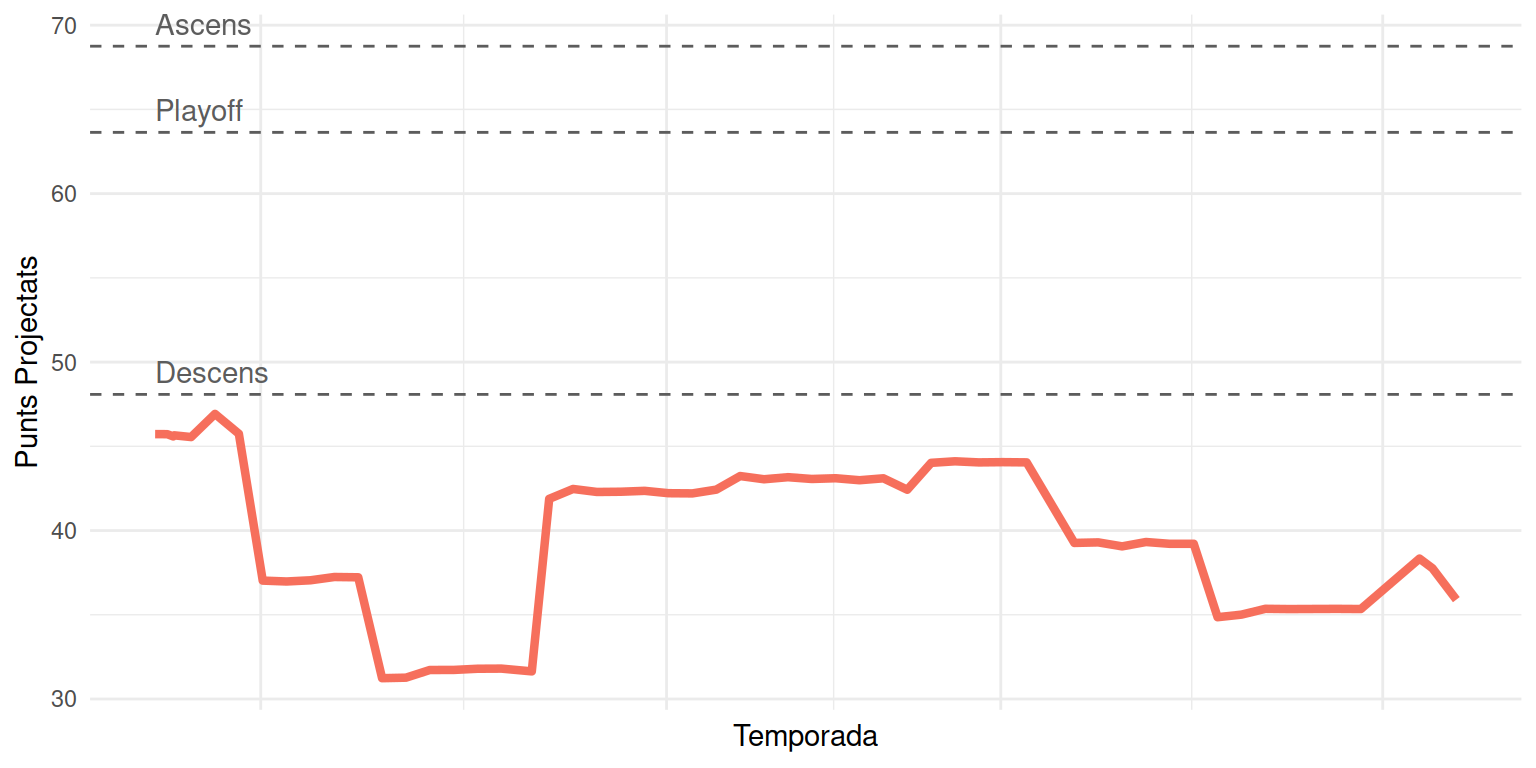 70
Ascens
Playoff
60
Punts Projectats
50
Descens
40
30
Temporada